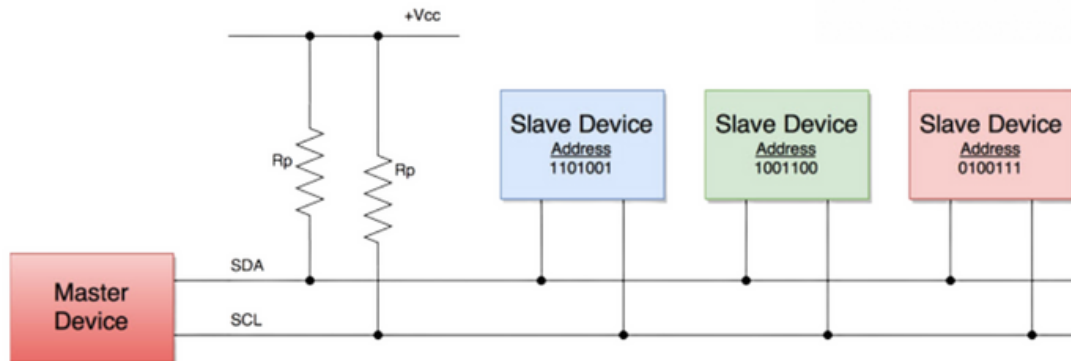 +Vcc
Rp
Rp
Slave Device
Address
1101001
Slave Device
Address
1001100
Slave Device
Address
0100111
SDA
SCL
Master
Device